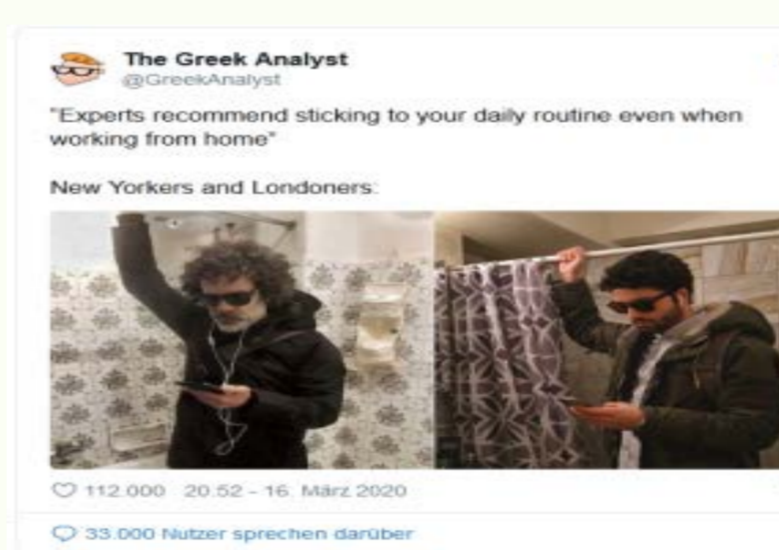 The Greek Analyst
@GreekAnalyst
"Experts recommend sticking to your daily routine even when
working from home"
New Yorkers and Londoners:
112.000 20:52 - 16. März 2020
33.000 Nutzer sprechen darüber